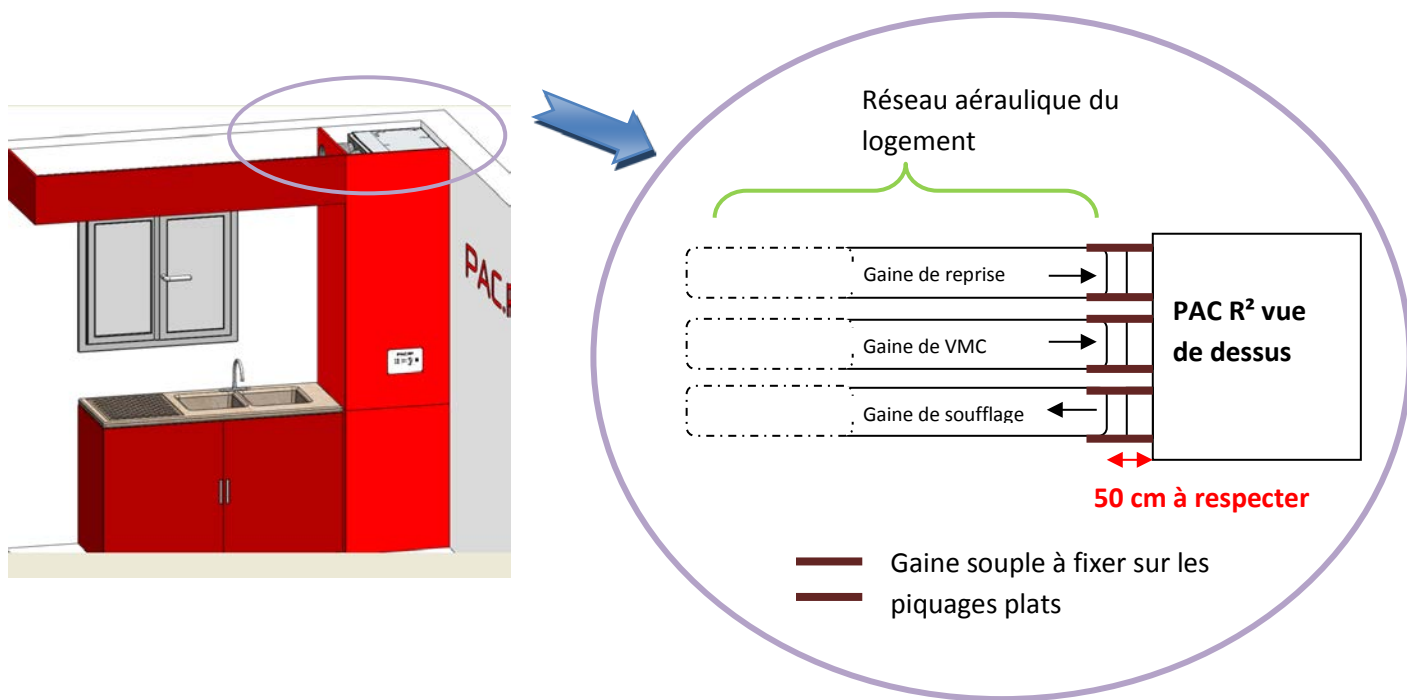 Réseau aéraulique du
logement
Gaine de reprise
Gaine de VMC
Gaine de soufflage
PAC R² vue
de dessus
50 cm à respecter
Gaine souple à fixer sur les
piquages plats
PAC.